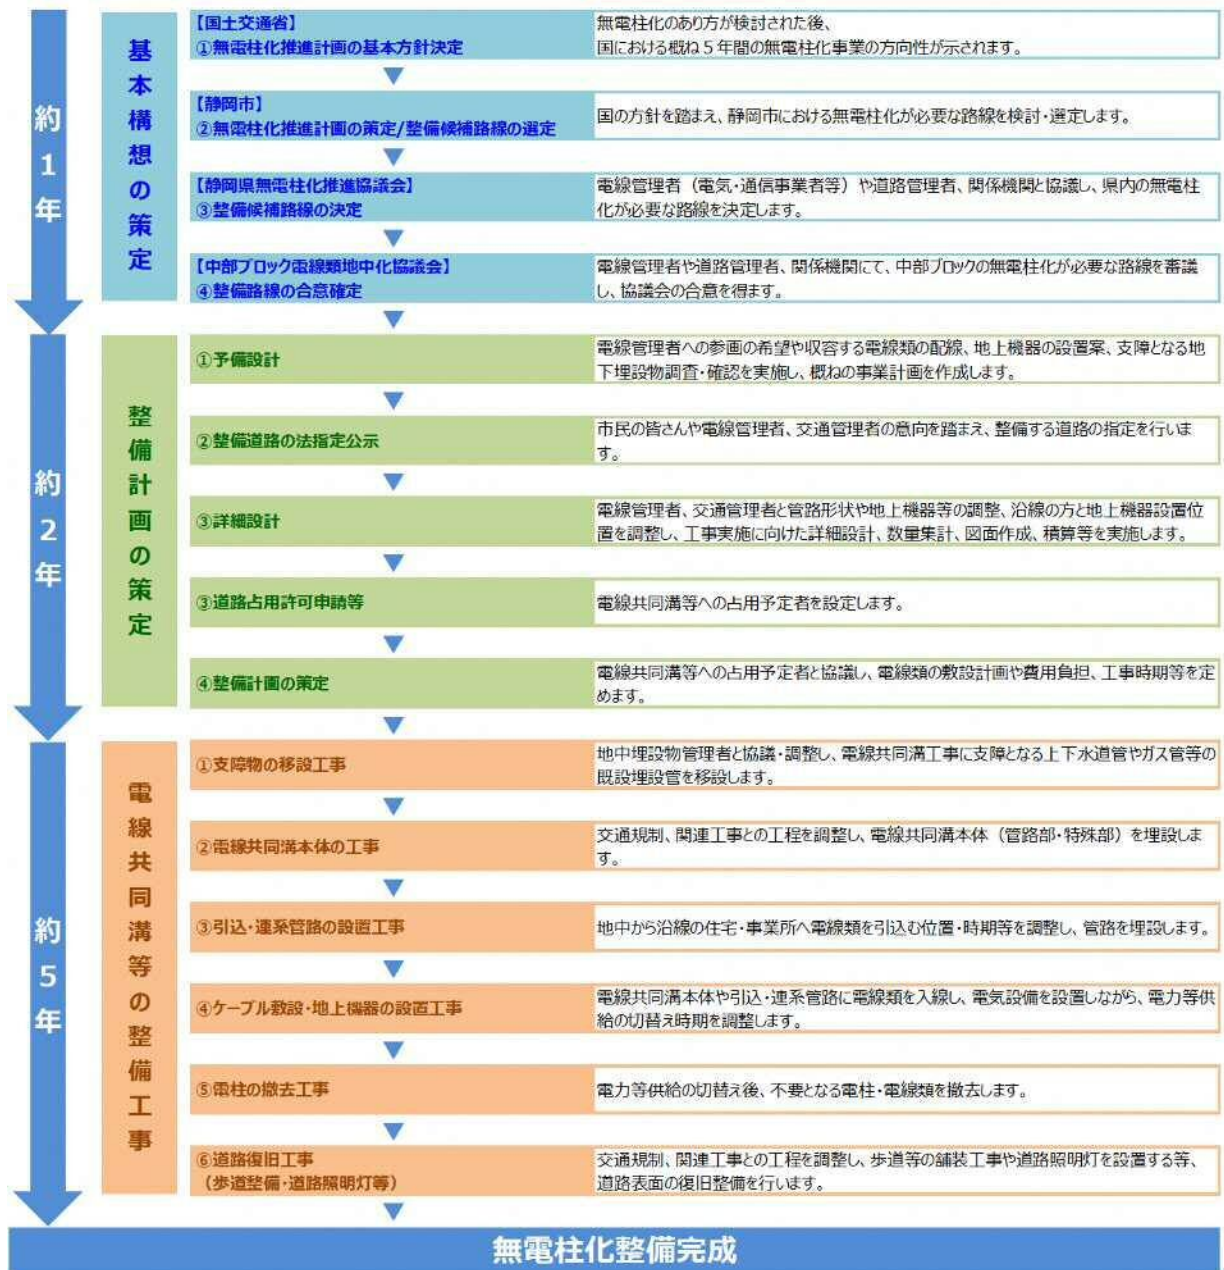 約1年
基本構想の策定
【国土交通省】
①無電柱化推進計画の基本方針決定
無電柱化のあり方が検討された後、
国における概ね5年間の無電柱化事業の方向性が示されます。
【静岡市】
②無電柱化推進計画の策定/整備候補路線の選定
国の方針を踏まえ、静岡市における無電柱化が必要な路線を検討・選定します。
【静岡県無電柱化推進協議会】
③整備候補路線の決定
電線管理者（電気・通信事業者等）や道路管理者、関係機関と協議し、県内の無電柱
化が必要な路線を決定します。
【中部ブロック電線類地中化協議会】
④整備路線の合意確定
電線管理者や道路管理者、関係機関にて、中部ブロックの無電柱化が必要な路線を審議
し、協議会の合意を得ます。
約2年
整備計画の策定
①予備設計
電線管理者への参画の希望や収容する電線類の配線、地上機器の設置案、支障となる地
下埋設物調査・確認を実施し、概ねの事業計画を作成します。
②整備道路の法指定公示
市民の皆さんや電線管理者、交通管理者の意向を踏まえ、整備する道路の指定を行いま
す。
③詳細設計
電線管理者、交通管理者と管路形状や地上機器等の調整、沿線の方と地上機器設置位
置を調整し、工事実施に向けた詳細設計、数量集計、図面作成、積算等を実施します。
③道路占用許可申請等
電線共同溝等への占用予定者を設定します。
④整備計画の策定
電線共同溝等への占用予定者と協議し、電線類の敷設計画や費用負担、工事時期等を定
めます。
約5年
電線共同溝等の整備工事
①支障物の移設工事
地中埋設物管理者と協議・調整し、電線共同溝工事に支障となる上下水道管やガス管等の
既設埋設管を移設します。
②電線共同溝本体の工事
交通規制、関連工事との工程を調整し、電線共同溝本体（管路部・特殊部）を埋設しま
す。
③引込・連系管路の設置工事
地中から沿線の住宅・事業所へ電線類を引込む位置・時期等を調整し、管路を埋設します。
④ケーブル敷設・地上機器の設置工事
電線共同溝本体や引込・連系管路に電線類を入線し、電気設備を設置しながら、電力等供
給の切替え時期を調整します。
⑤電柱の撤去工事
電力等供給の切替え後、不要となる電柱・電線類を撤去します。
⑥道路復旧工事
（歩道整備・道路照明灯等）
交通規制、関連工事との工程を調整し、歩道等の舗装工事や道路照明灯を設置する等、
道路表面の復旧整備を行います。
無電柱化整備完成